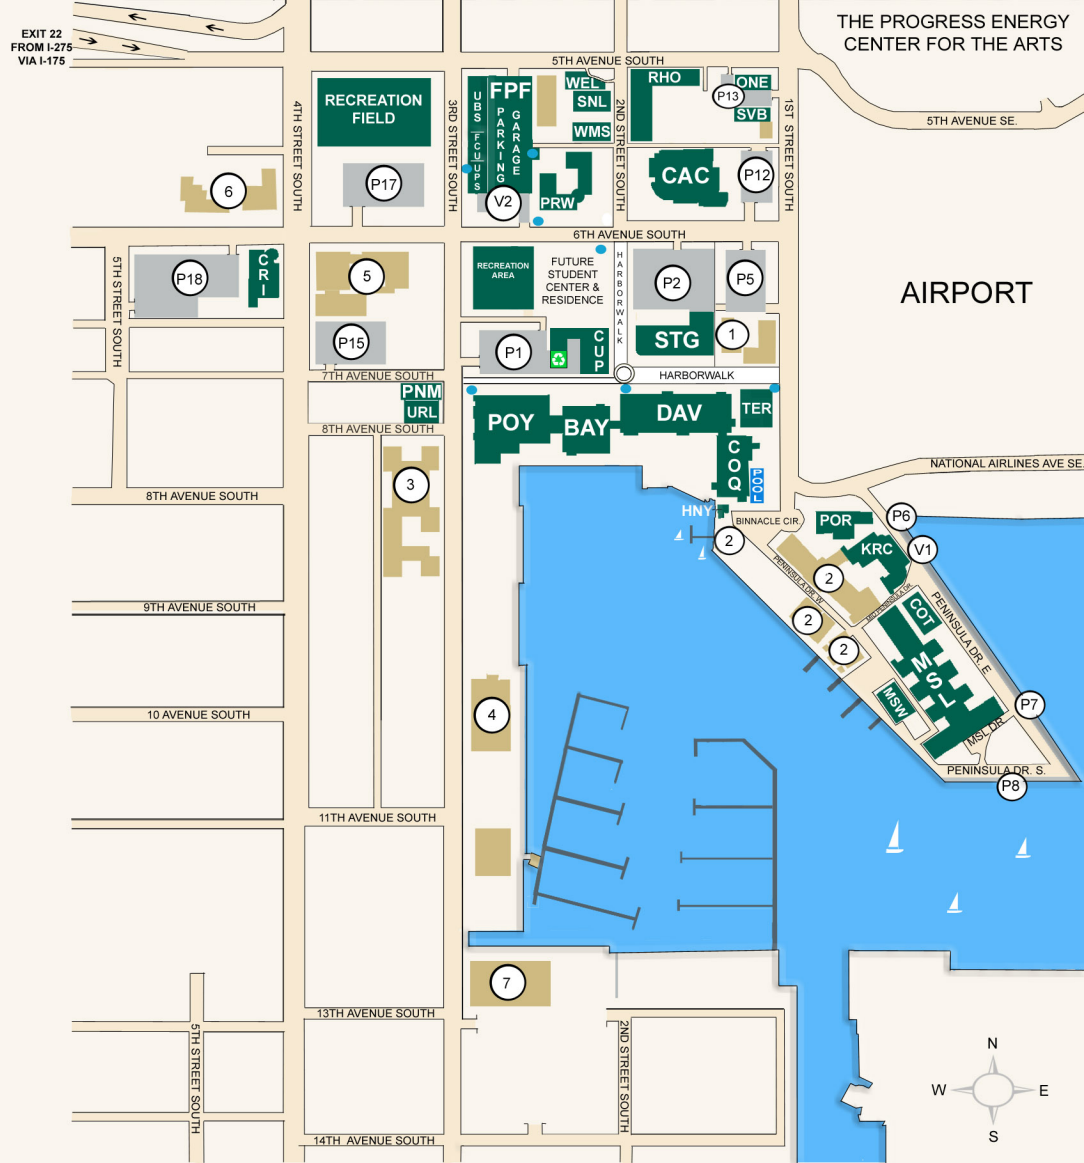 THE PROGRESS ENERGY
CENTER FOR THE ARTS
EXIT 22
FROM I-275
VIA I-175
5TH AVENUE SOUTH
RECREATION
FIELD
UBS
FCU
UPS
FPF
PARKING
GARAGE
WEL
SNL
WMS
RHO
ONE
P13
SVB
5TH AVENUE SE.
4TH STREET SOUTH
3RD STREET SOUTH
2ND STREET SOUTH
1ST STREET SOUTH
6
P17
V2
PRW
CAC
P12
6TH AVENUE SOUTH
P18
CRI
5
RECREATION
AREA
FUTURE
STUDENT
CENTER &
RESIDENCE
HARBORWALK
P2
P5
AIRPORT
5TH STREET SOUTH
P15
P1
CUP
STG
1
7TH AVENUE SOUTH
HARBORWALK
PNM
URL
8TH AVENUE SOUTH
POY
BAY
DAV
TER
COQ
POOL
3
8TH AVENUE SOUTH
NATIONAL AIRLINES AVE SE.
HNY
BINNACLE CIR.
POR
P6
2
KRC
V1
PENINSULA DR. W
2
MID PENINSULA DR.
9TH AVENUE SOUTH
2
COT
PENINSULA DR. E
2
MSL
MSW
4
P7
10 AVENUE SOUTH
MSL DR.
PENINSULA DR. S.
P8
11TH AVENUE SOUTH
7
13TH AVENUE SOUTH
5TH STREET SOUTH
2ND STREET SOUTH
N
W
E
S
14TH AVENUE SOUTH